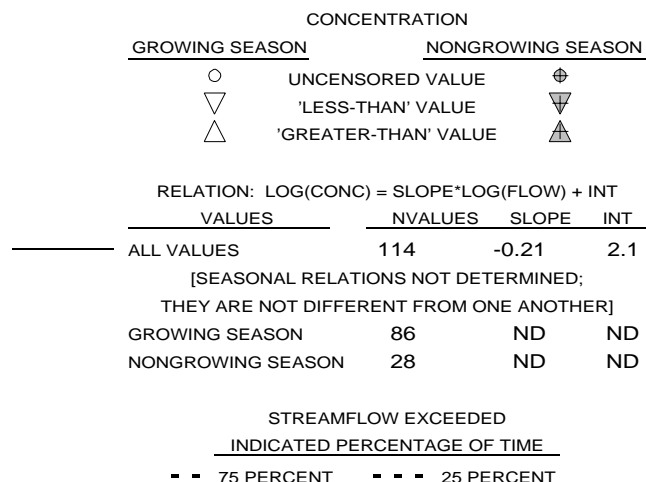 CONCENTRATION
GROWING SEASON NONGROWING SEASON
UNCENSORED VALUE
'LESS-THAN' VALUE
'GREATER-THAN' VALUE
RELATION: LOG(CONC) = SLOPE*LOG(FLOW) + INT
VALUES NVALUES SLOPE INT
ALL VALUES 114 -0.21 2.1
[SEASONAL RELATIONS NOT DETERMINED;
THEY ARE NOT DIFFERENT FROM ONE ANOTHER]
GROWING SEASON 86 ND ND
NONGROWING SEASON 28 ND ND
STREAMFLOW EXCEEDED
INDICATED PERCENTAGE OF TIME
75 PERCENT 25 PERCENT